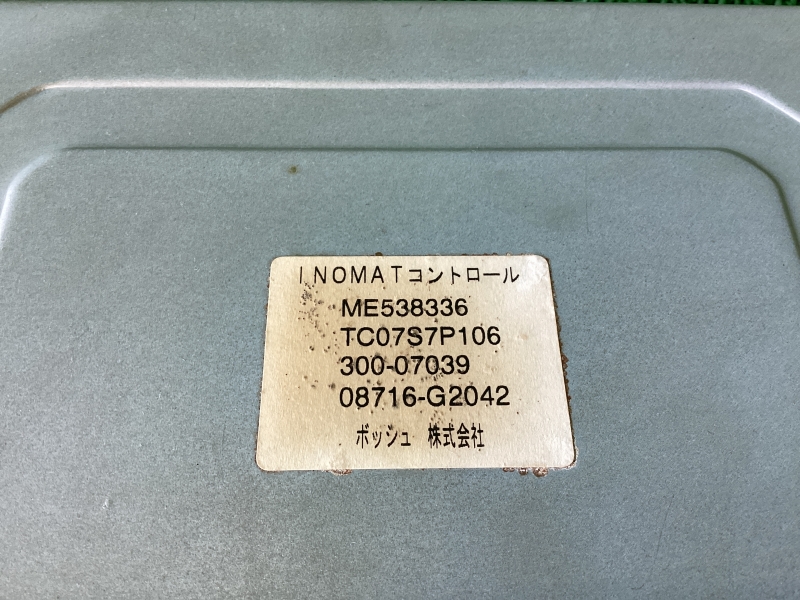 INOMATコントロール
ME538336
TC07S7P106
300-07039
08716-G2042
ボッシュ 株式会社